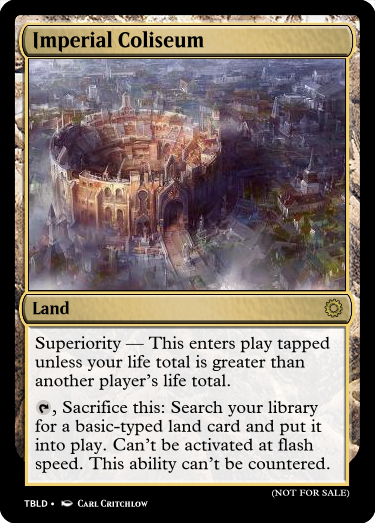 Imperial Coliseum
Land
Superiority — This enters play tapped
unless your life total is greater than
another player's life total.
, Sacrifice this: Search your library
for a basic-typed land card and put it
into play. Can't be activated at flash
speed. This ability can't be countered.
(NOT FOR SALE)
TBLD • Carl Critchlow